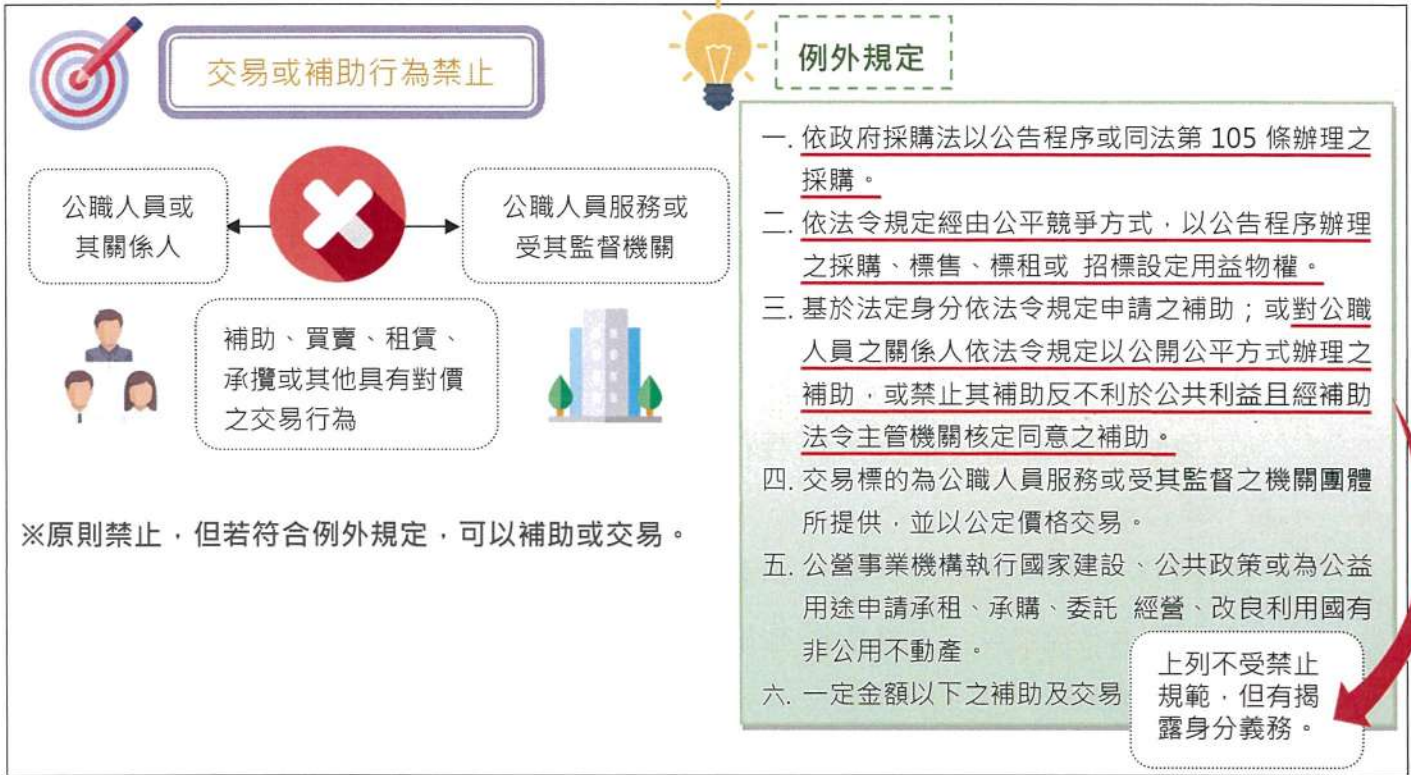 交易或補助行為禁止
公職人員或
其關係人
公職人員服務或
受其監督機關
補助、買賣、租賃、
承攬或其他具有對價
之交易行為
※原則禁止，但若符合例外規定，可以補助或交易。
例外規定
一. 依政府採購法以公告程序或同法第 105 條辦理之
採購。
二. 依法令規定經由公平競爭方式，以公告程序辦理
之採購、標售、標租或 招標設定用益物權。
三. 基於法定身分依法令規定申請之補助；或對公職
人員之關係人依法令規定以公開公平方式辦理之
補助，或禁止其補助反不利於公共利益且經補助
法令主管機關核定同意之補助。
四. 交易標的為公職人員服務或受其監督之機關團體
所提供，並以公定價格交易。
五. 公營事業機構執行國家建設、公共政策或為公益
用途申請承租、承購、委託 經營、改良利用國有
非公用不動產。
六. 一定金額以下之補助及交易
上列不受禁止
規範，但有揭
露身分義務。